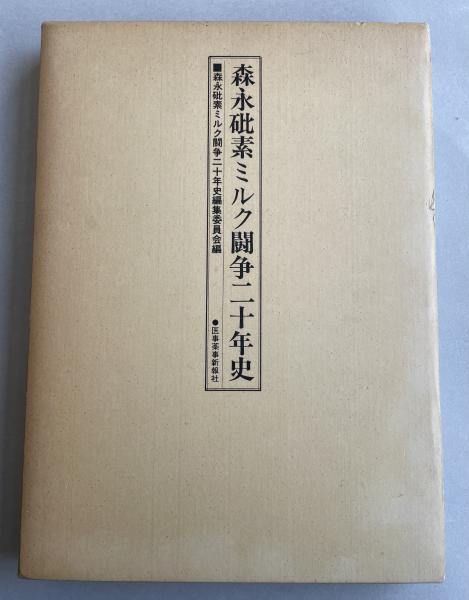 森永砒素ミルク闘争二十年史
■森永砒素ミルク闘争二十年史編集委員会編
●医事薬事新報社